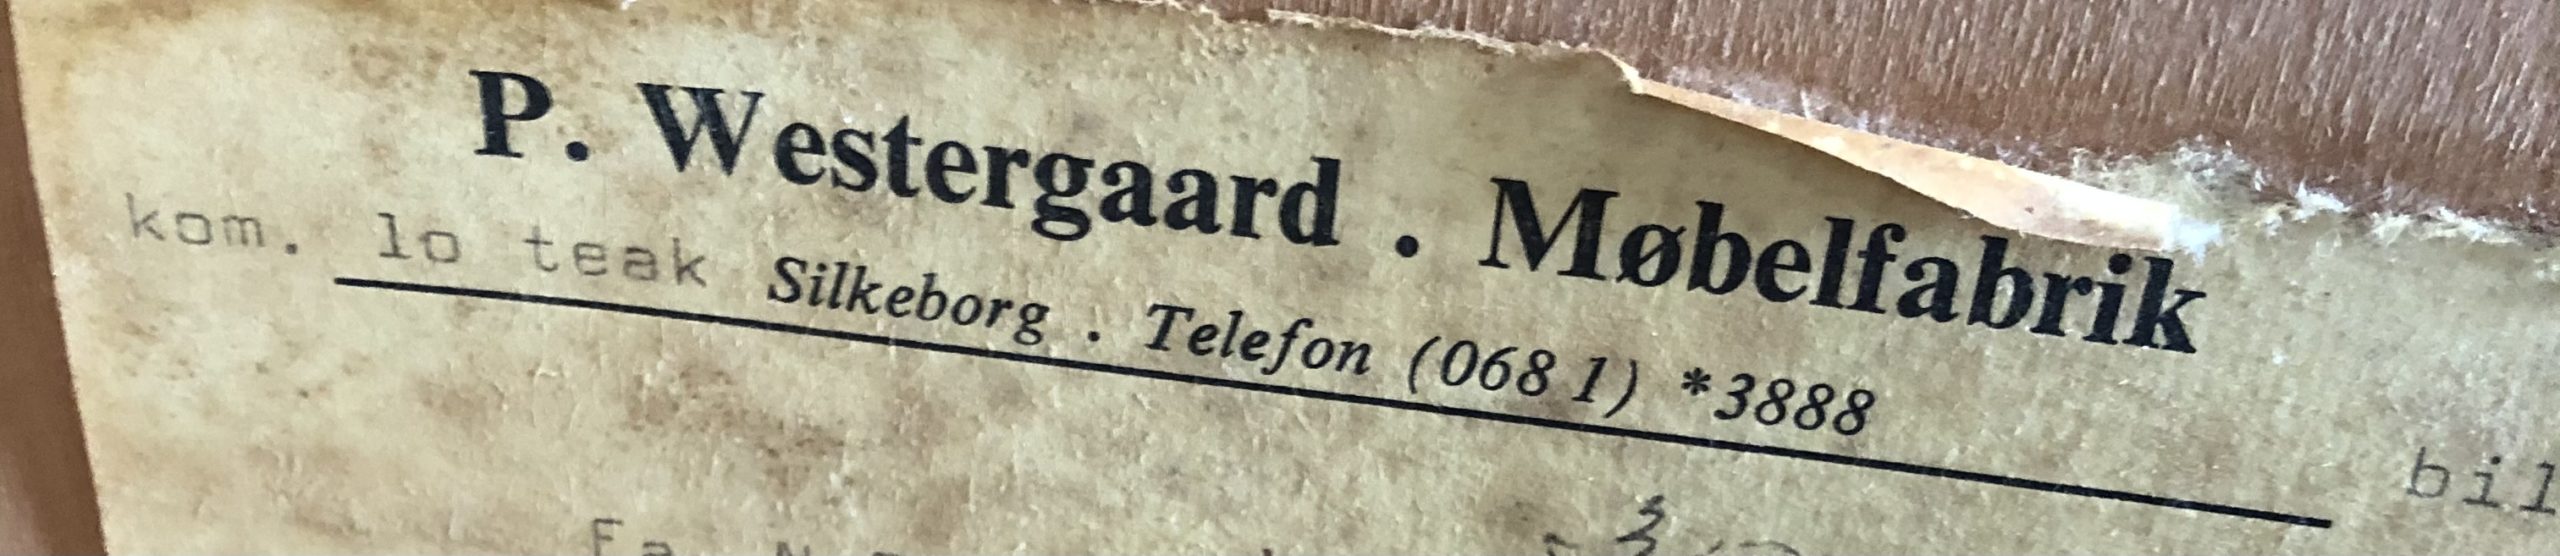 P. Westergaard . Møbelfabrik
kom. lo teak
Silkeborg . Telefon (068 1) *3888
bil